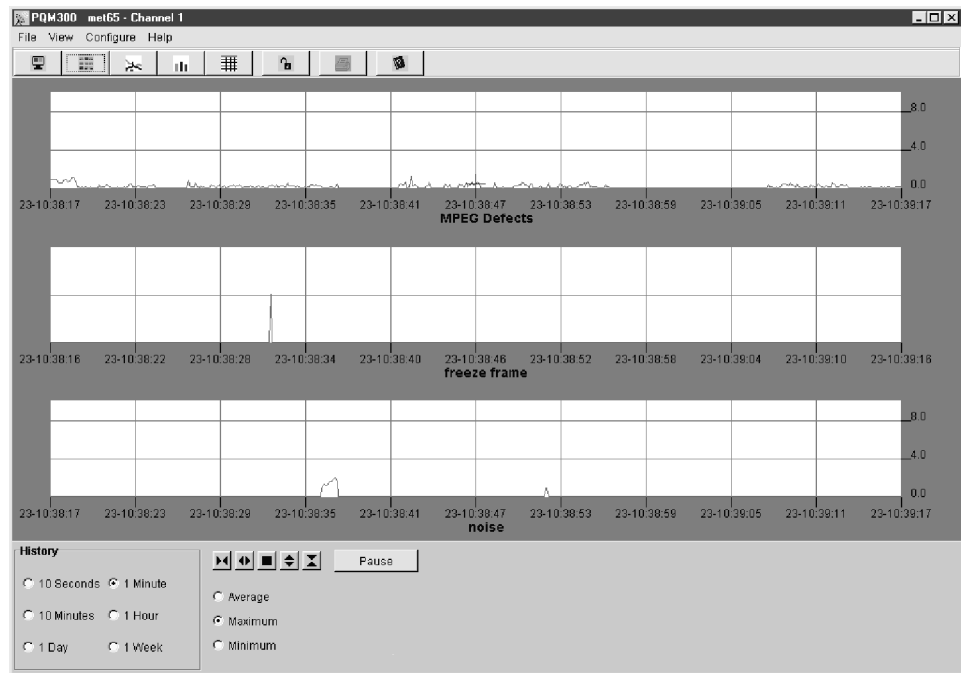 PQM300 met65 - Channel 1
File View Configure Help
8.0
4.0
0.0
23-10:38:17 23-10:38:23 23-10:38:29 23-10:38:35 23-10:38:41 23-10:38:47 23-10:38:53 23-10:38:59 23-10:39:05 23-10:39:11 23-10:39:17
MPEG Defects
23-10:38:16 23-10:38:22 23-10:38:28 23-10:38:34 23-10:38:40 23-10:38:46 23-10:38:52 23-10:38:58 23-10:39:04 23-10:39:10 23-10:39:16
freeze frame
8.0
4.0
0.0
23-10:38:17 23-10:38:23 23-10:38:29 23-10:38:35 23-10:38:41 23-10:38:47 23-10:38:53 23-10:38:59 23-10:39:05 23-10:39:11 23-10:39:17
noise
History
10 Seconds 1 Minute
10 Minutes 1 Hour
1 Day 1 Week
Pause
Average
Maximum
Minimum